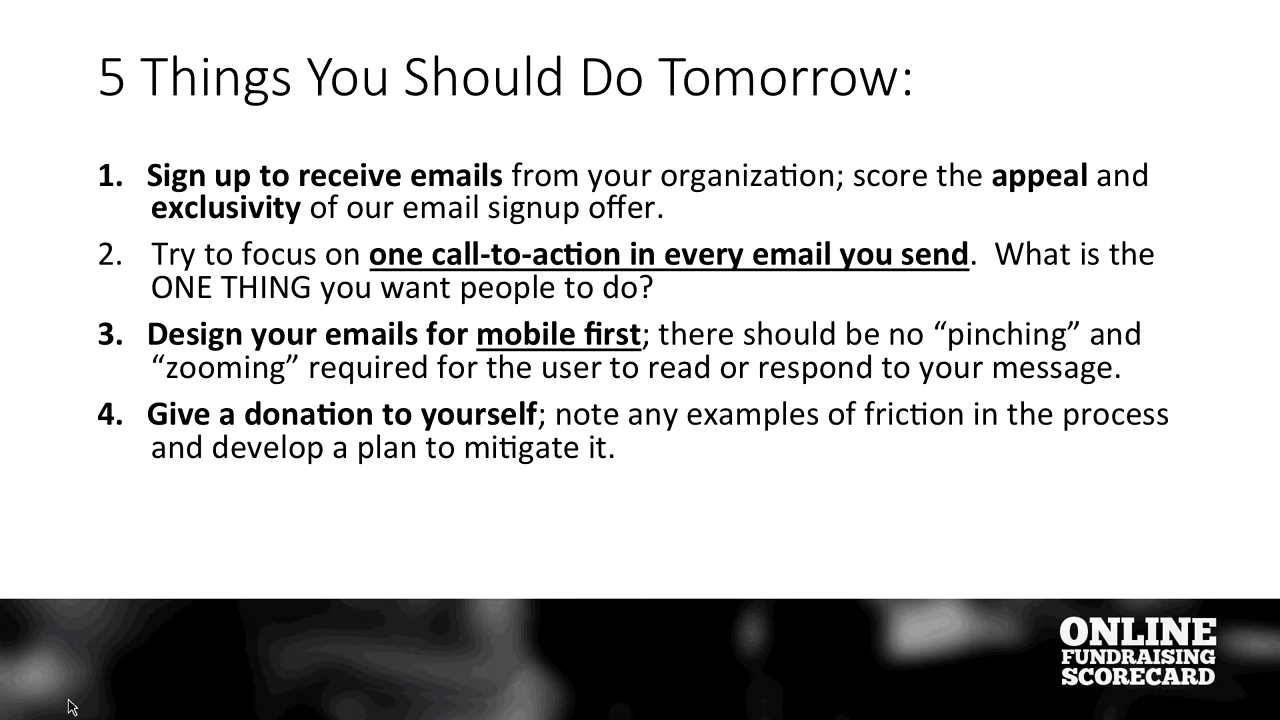 5 Things You Should Do Tomorrow:
1. Sign up to receive emails from your organization; score the appeal and
exclusivity of our email signup offer.
2. Try to focus on one call-to-action in every email you send. What is the
ONE THING you want people to do?
3. Design your emails for mobile first; there should be no “pinching” and
“zooming” required for the user to read or respond to your message.
4. Give a donation to yourself; note any examples of friction in the process
and develop a plan to mitigate it.
ONLINE
FUNDRAISING
SCORECARD